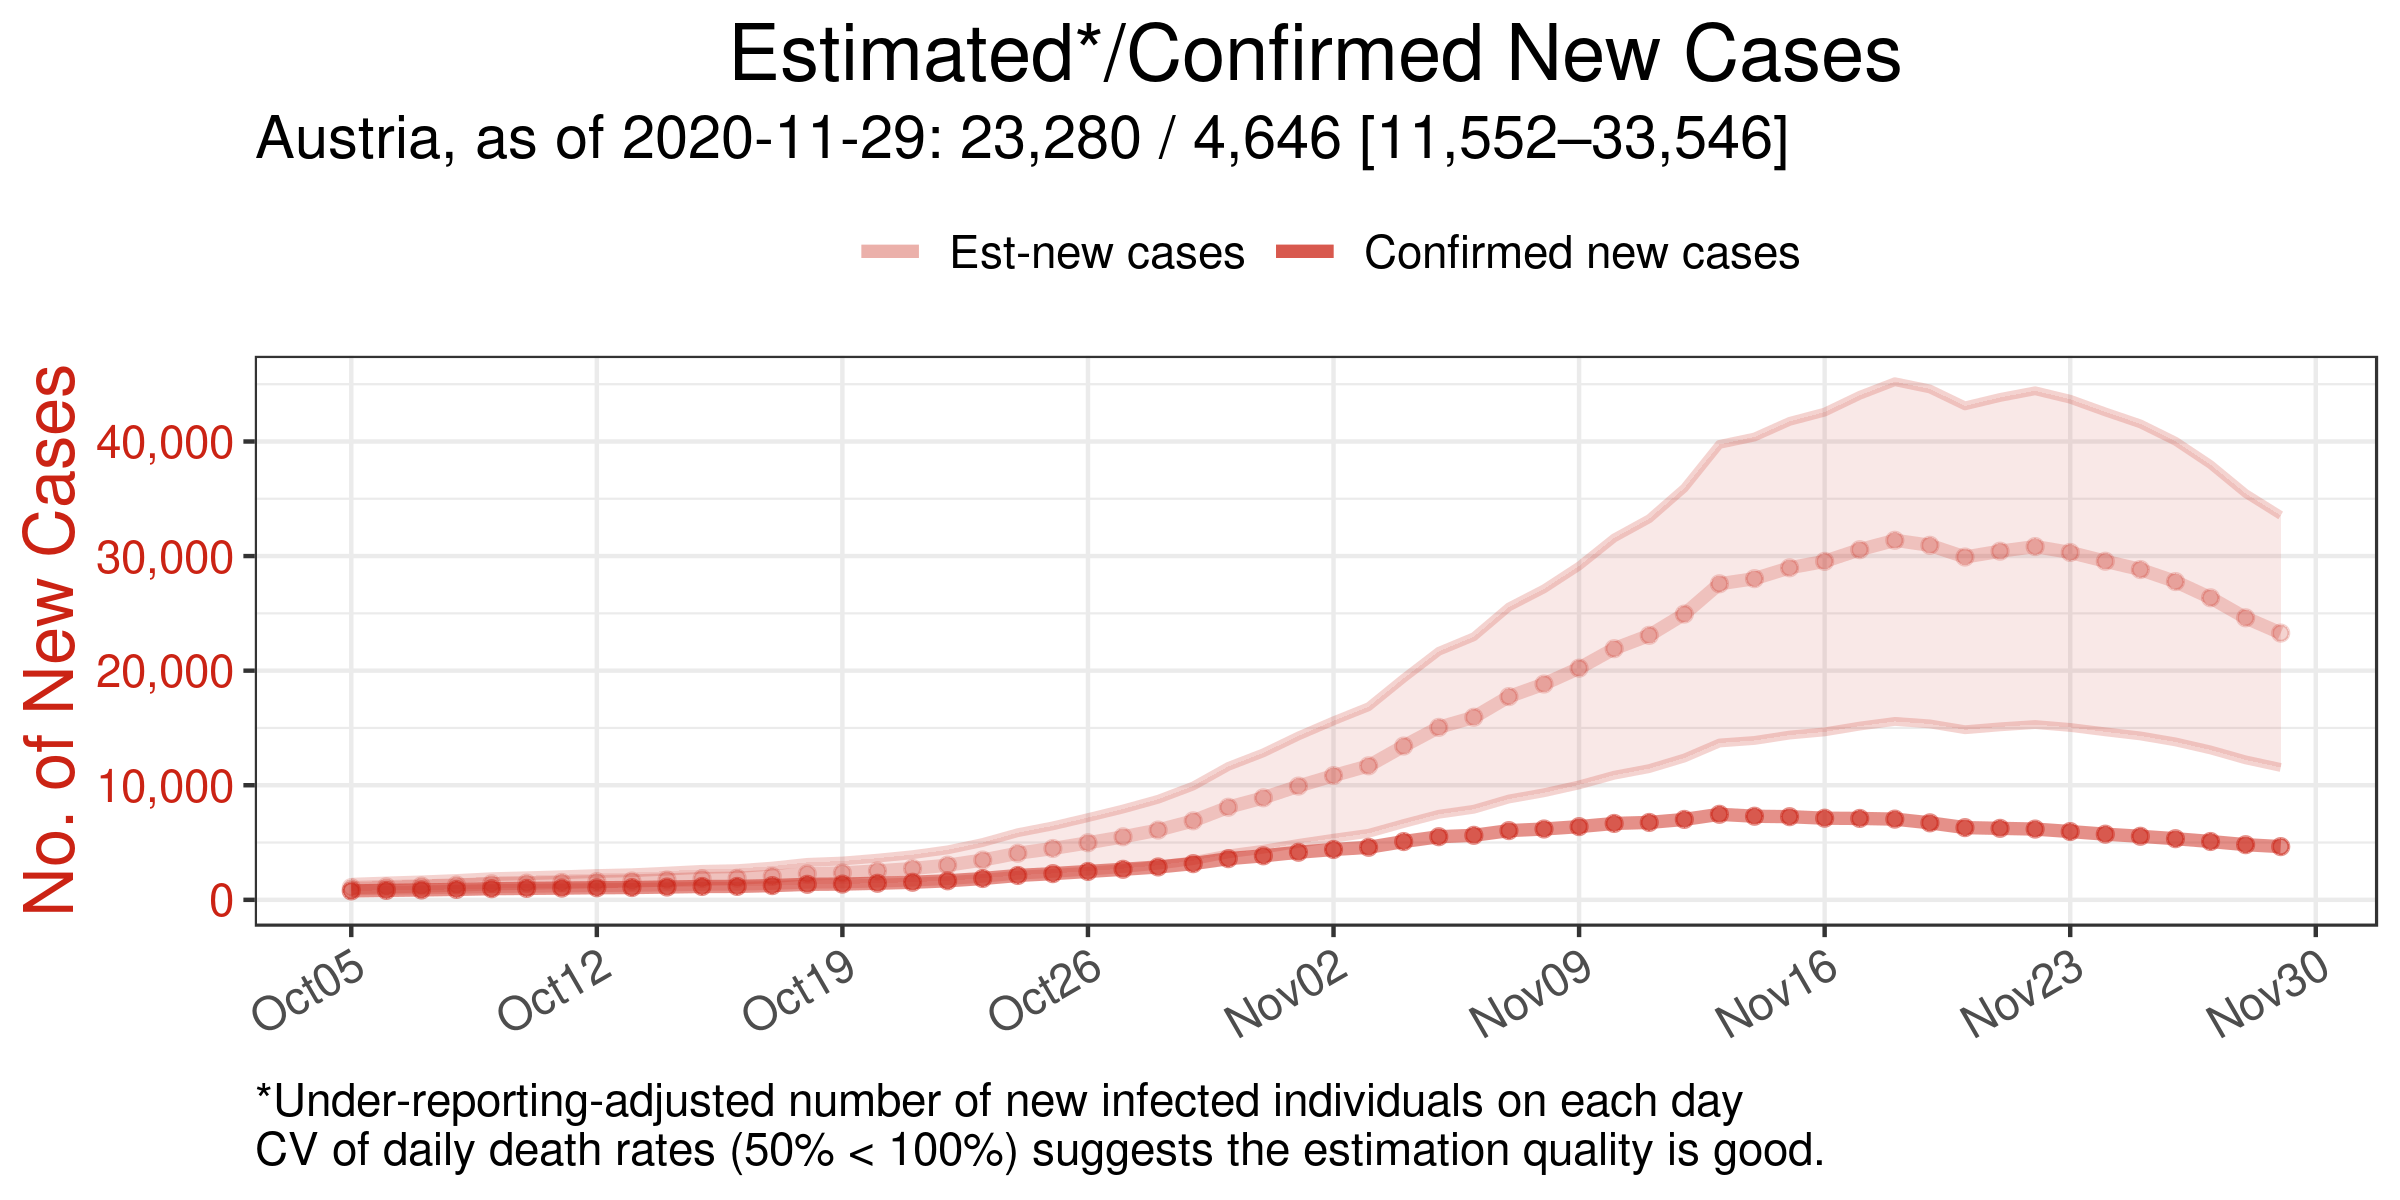 Estimated*/Confirmed New Cases
Austria, as of 2020-11-29: 23,280 / 4,646 [11,552–33,546]
Est-new cases
Confirmed new cases
No. of New Cases
40,000
30,000
20,000
10,000
0
Oct05
Oct12
Oct19
Oct26
Nov02
Nov09
Nov16
Nov23
Nov30
*Under-reporting-adjusted number of new infected individuals on each day
CV of daily death rates (50% < 100%) suggests the estimation quality is good.